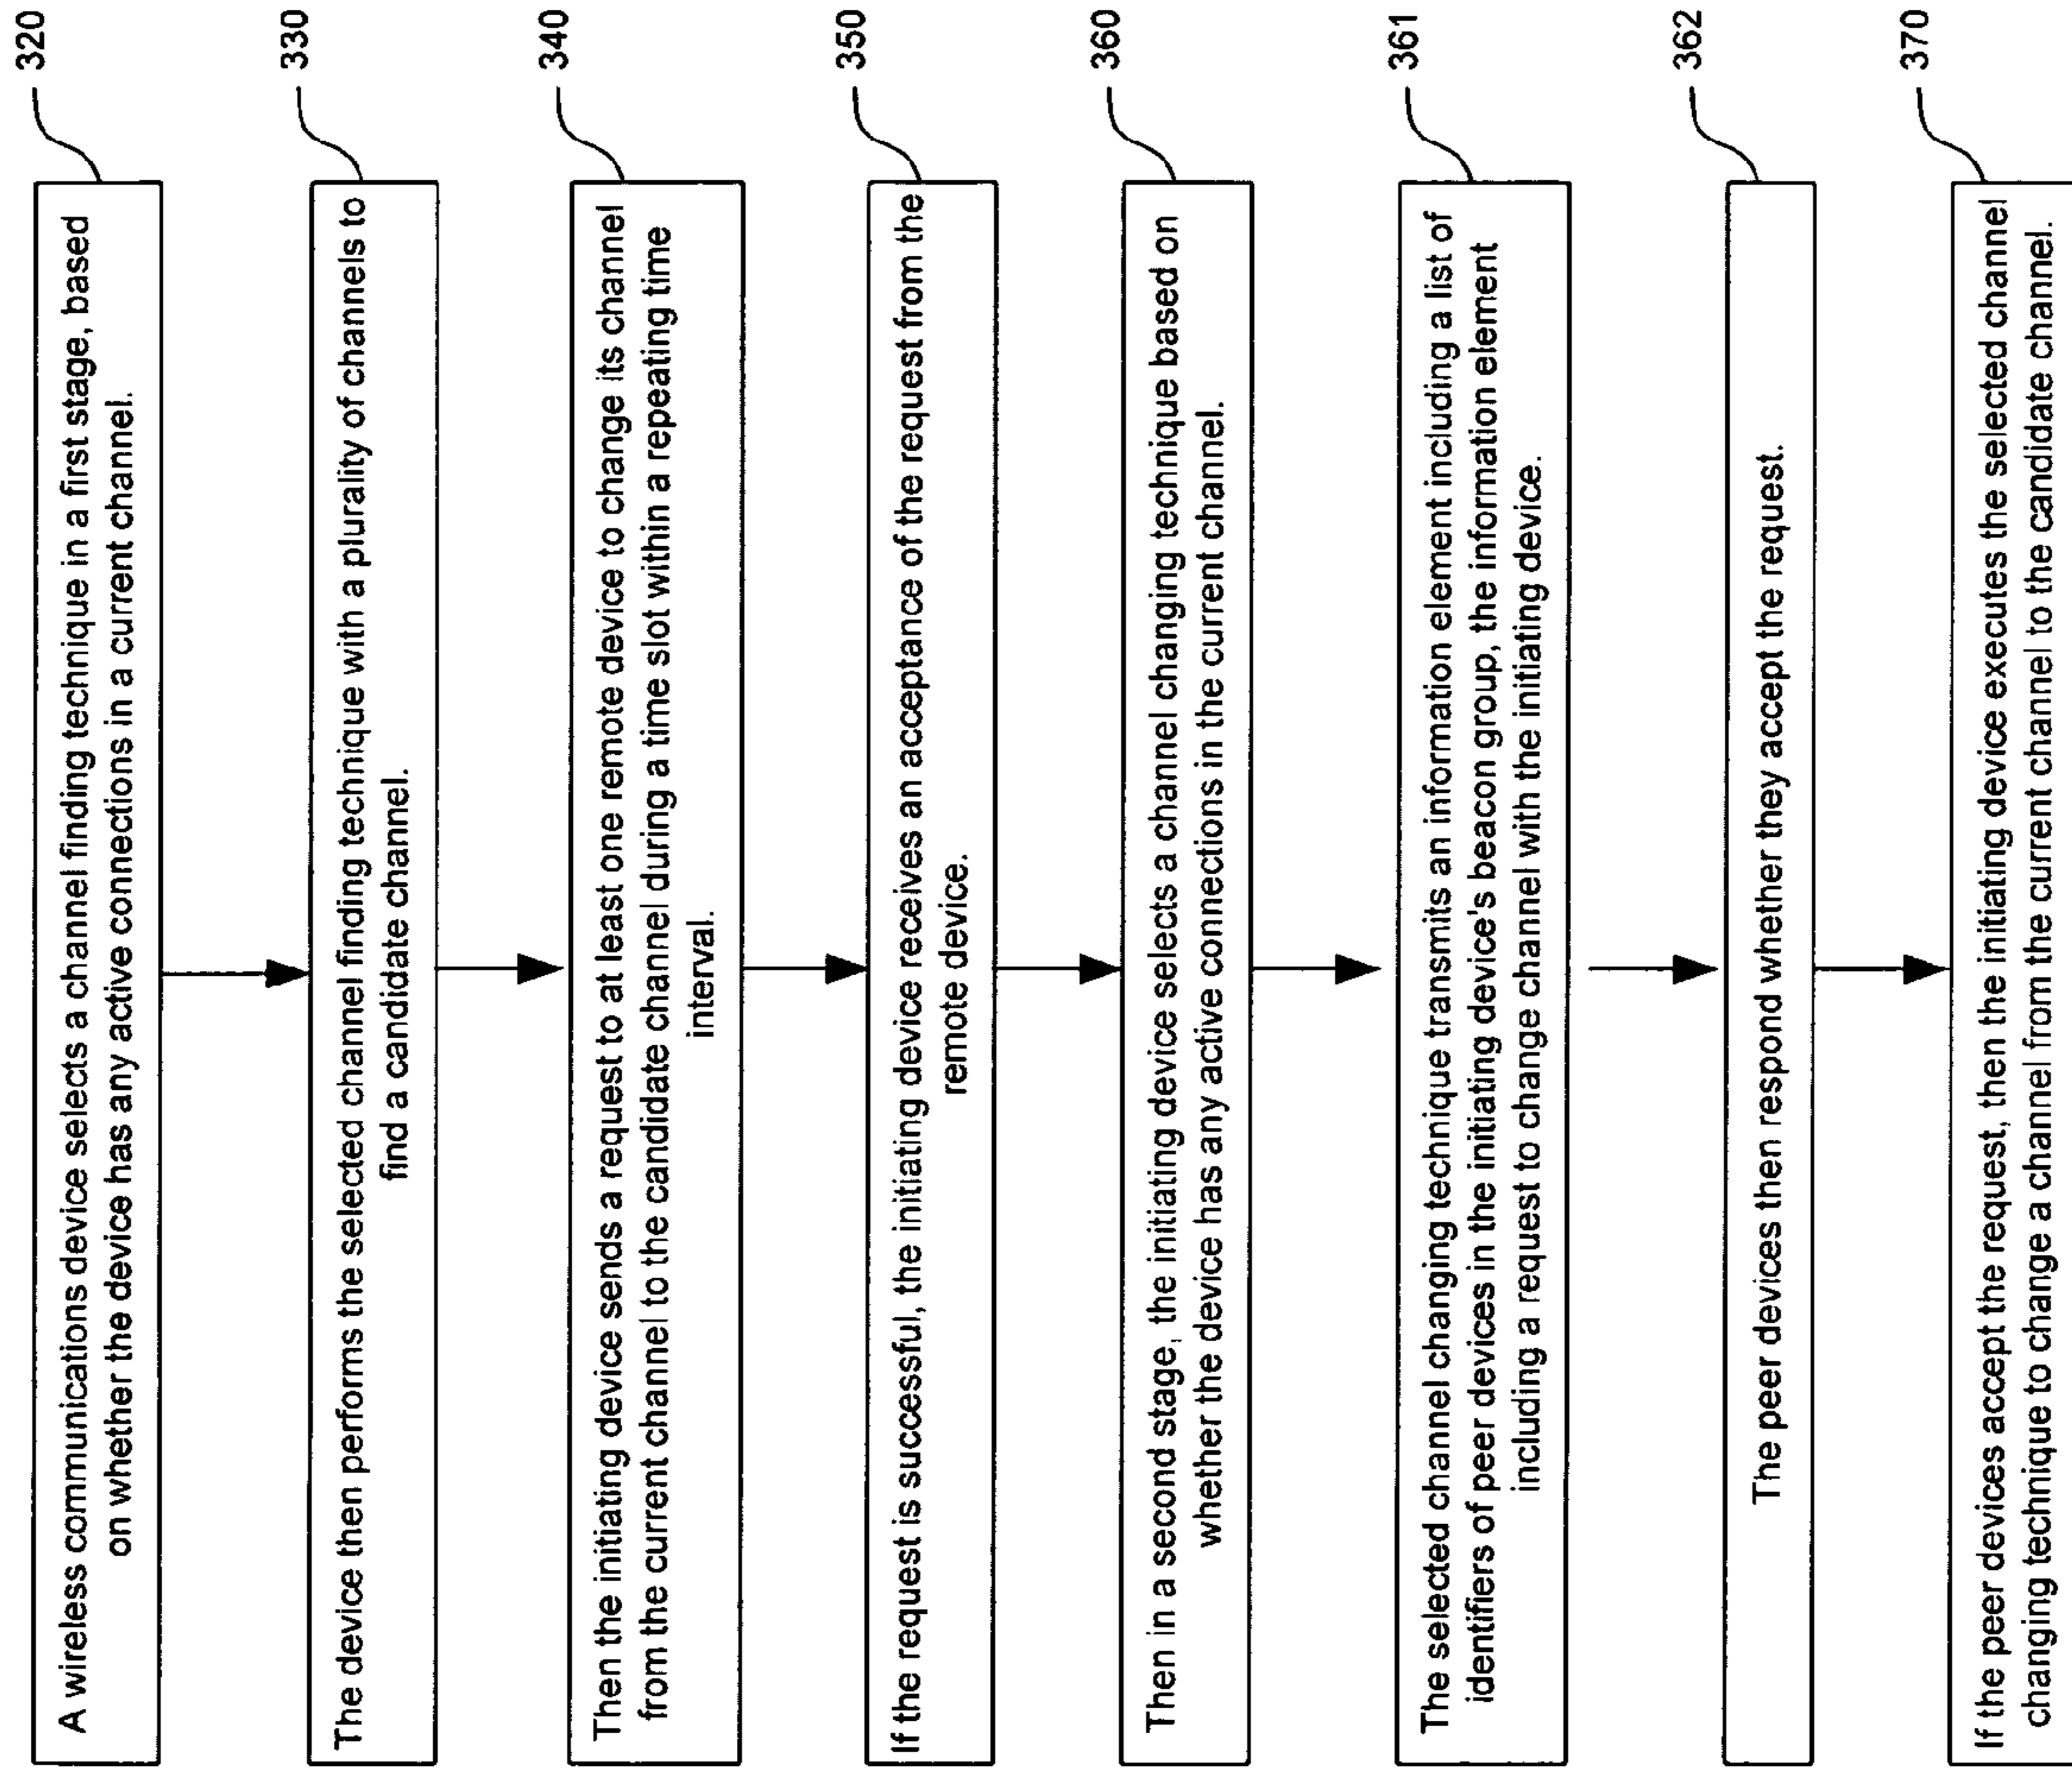 A wireless communications device selects a channel finding technique in a first stage, based
on whether the device has any active connections in a current channel.
320
The device then performs the selected channel finding technique with a plurality of channels to
find a candidate channel.
330
Then the initiating device sends a request to at least one remote device to change its channel
from the current channel to the candidate channel during a time slot within a repeating time
interval.
340
If the request is successful, the initiating device receives an acceptance of the request from the
remote device.
350
Then in a second stage, the initiating device selects a channel changing technique based on
whether the device has any active connections in the current channel.
360
The selected channel changing technique transmits an information element including a list of
identifiers of peer devices in the initiating device's beacon group, the information element
including a request to change channel with the initiating device.
361
The peer devices then respond whether they accept the request.
362
If the peer devices accept the request, then the initiating device executes the selected channel
changing technique to change a channel from the current channel to the candidate channel.
370